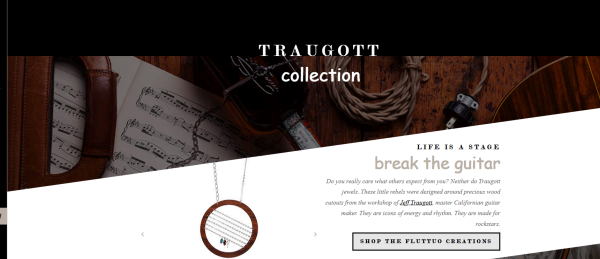 TRAUGOTT
collection
LIFE IS A STAGE
break the guitar
Do you really care what others expect from you? Neither do Traugott
jewels. These little rebels were designed around precious wood
cutouts from the workshop of Jeff Traugott, master Californian guitar
maker. They are icons of energy and rhythm. They are made for
rockstars.
SHOP THE FLUTTUO CREATIONS